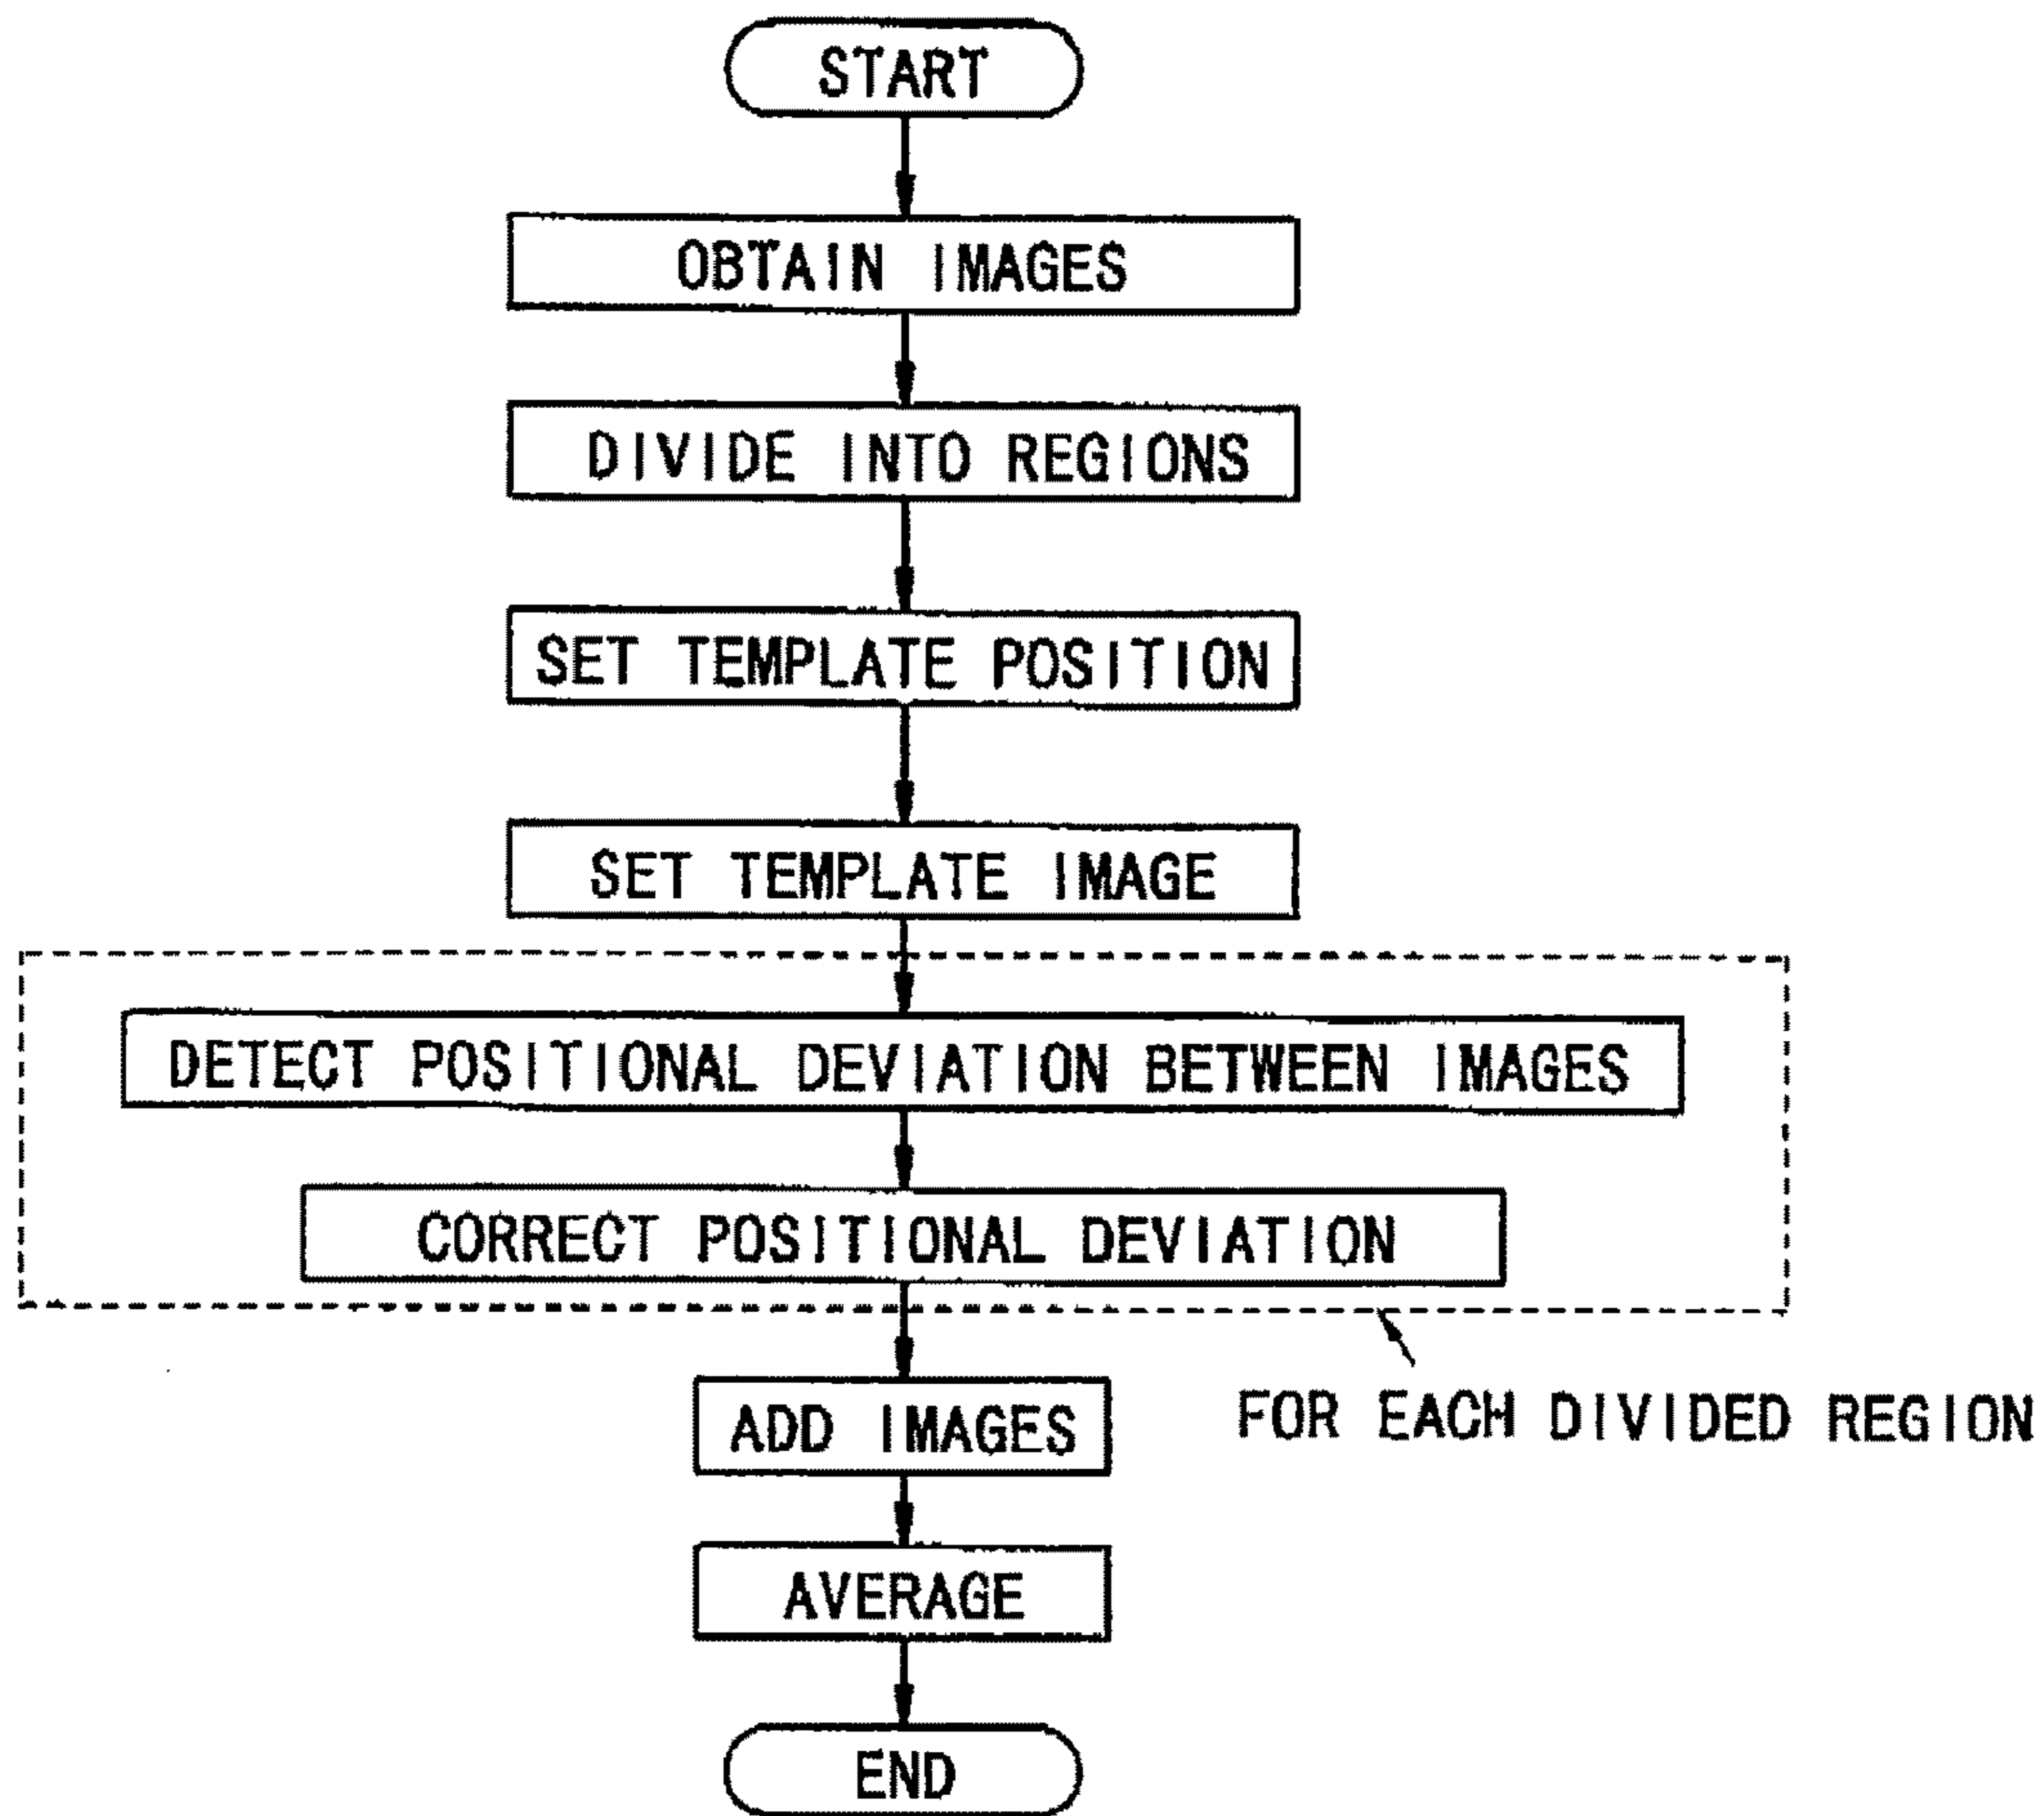 START
OBTAIN IMAGES
DIVIDE INTO REGIONS
SET TEMPLATE POSITION
SET TEMPLATE IMAGE
DETECT POSITIONAL DEVIATION BETWEEN IMAGES
CORRECT POSITIONAL DEVIATION
ADD IMAGES
FOR EACH DIVIDED REGION
AVERAGE
END